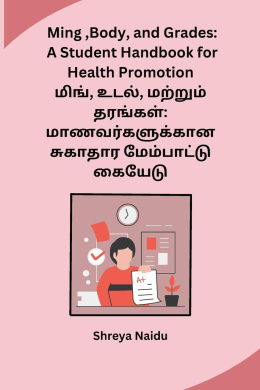 Ming ,Body, and Grades:
A Student Handbook for
Health Promotion
மிங், உடல், மற்றும்
தரங்கள்:
மாணவர்களுக்கான
சுகாதார மேம்பாட்டு
கையேடு
A+
Shreya Naidu